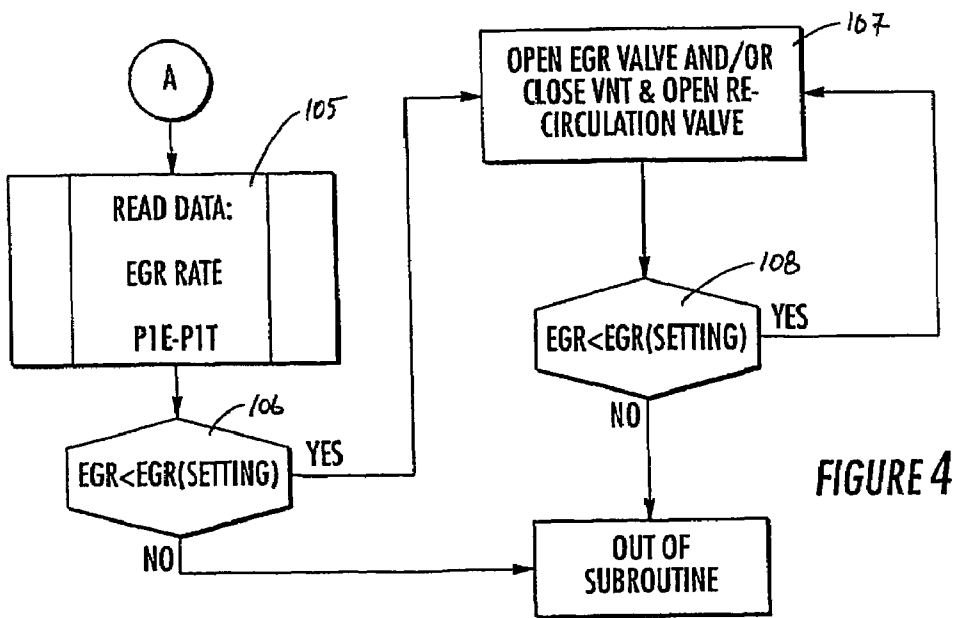 A
105
READ DATA:
EGR RATE
P1E-P1T
106
EGR<EGR(SETTING)
YES
NO
107
OPEN EGR VALVE AND/OR
CLOSE VNT & OPEN RE-
CIRCULATION VALVE
108
EGR<EGR(SETTING)
YES
NO
OUT OF
SUBROUTINE
FIGURE 4